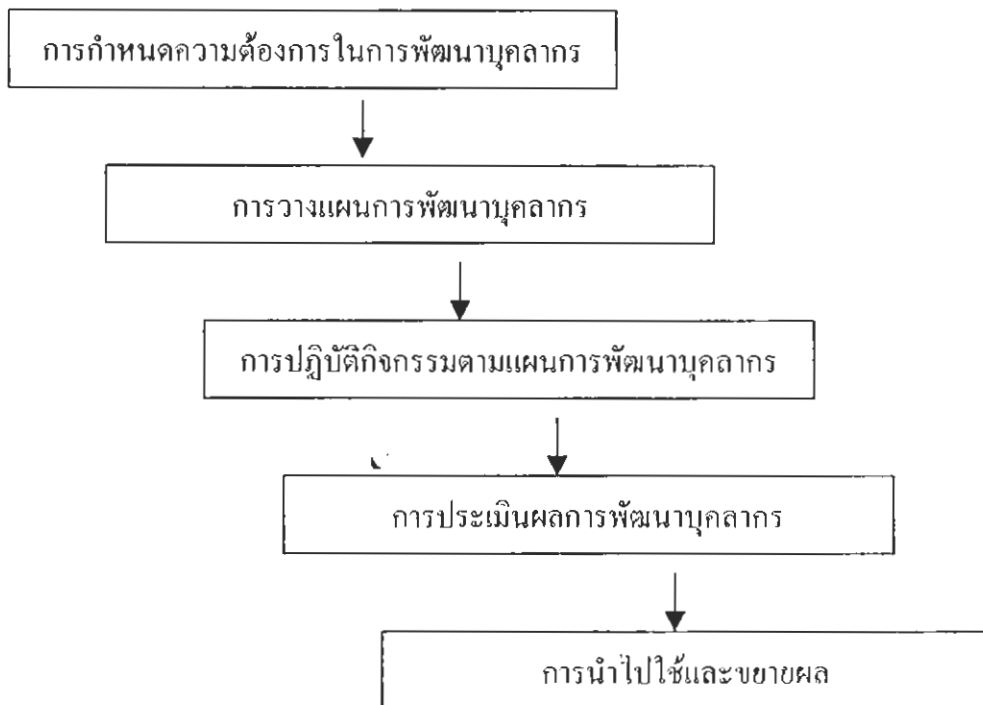 การกำหนดความต้องการในการพัฒนาบุคลากร
การวางแผนการพัฒนาบุคลากร
การปฏิบัติกิจกรรมตามแผนการพัฒนาบุคลากร
การประเมินผลการพัฒนาบุคลากร
การนำไปใช้และขยายผล